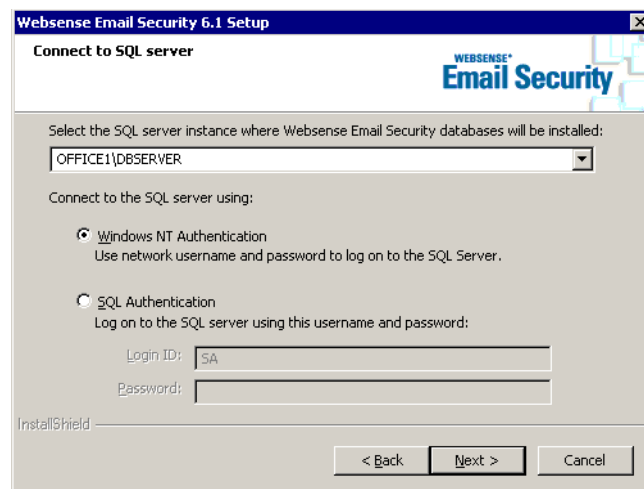 Websense Email Security 6.1 Setup
Connect to SQL server
WEBSENSE*
Email Security
Select the SQL server instance where Websense Email Security databases will be installed:
OFFICE1\DBSERVER
Connect to the SQL server using:
Windows NT Authentication
Use network username and password to log on to the SQL Server.
SQL Authentication
Log on to the SQL server using this username and password:
Login ID: SA
Password:
InstallShield
< Back Next > Cancel